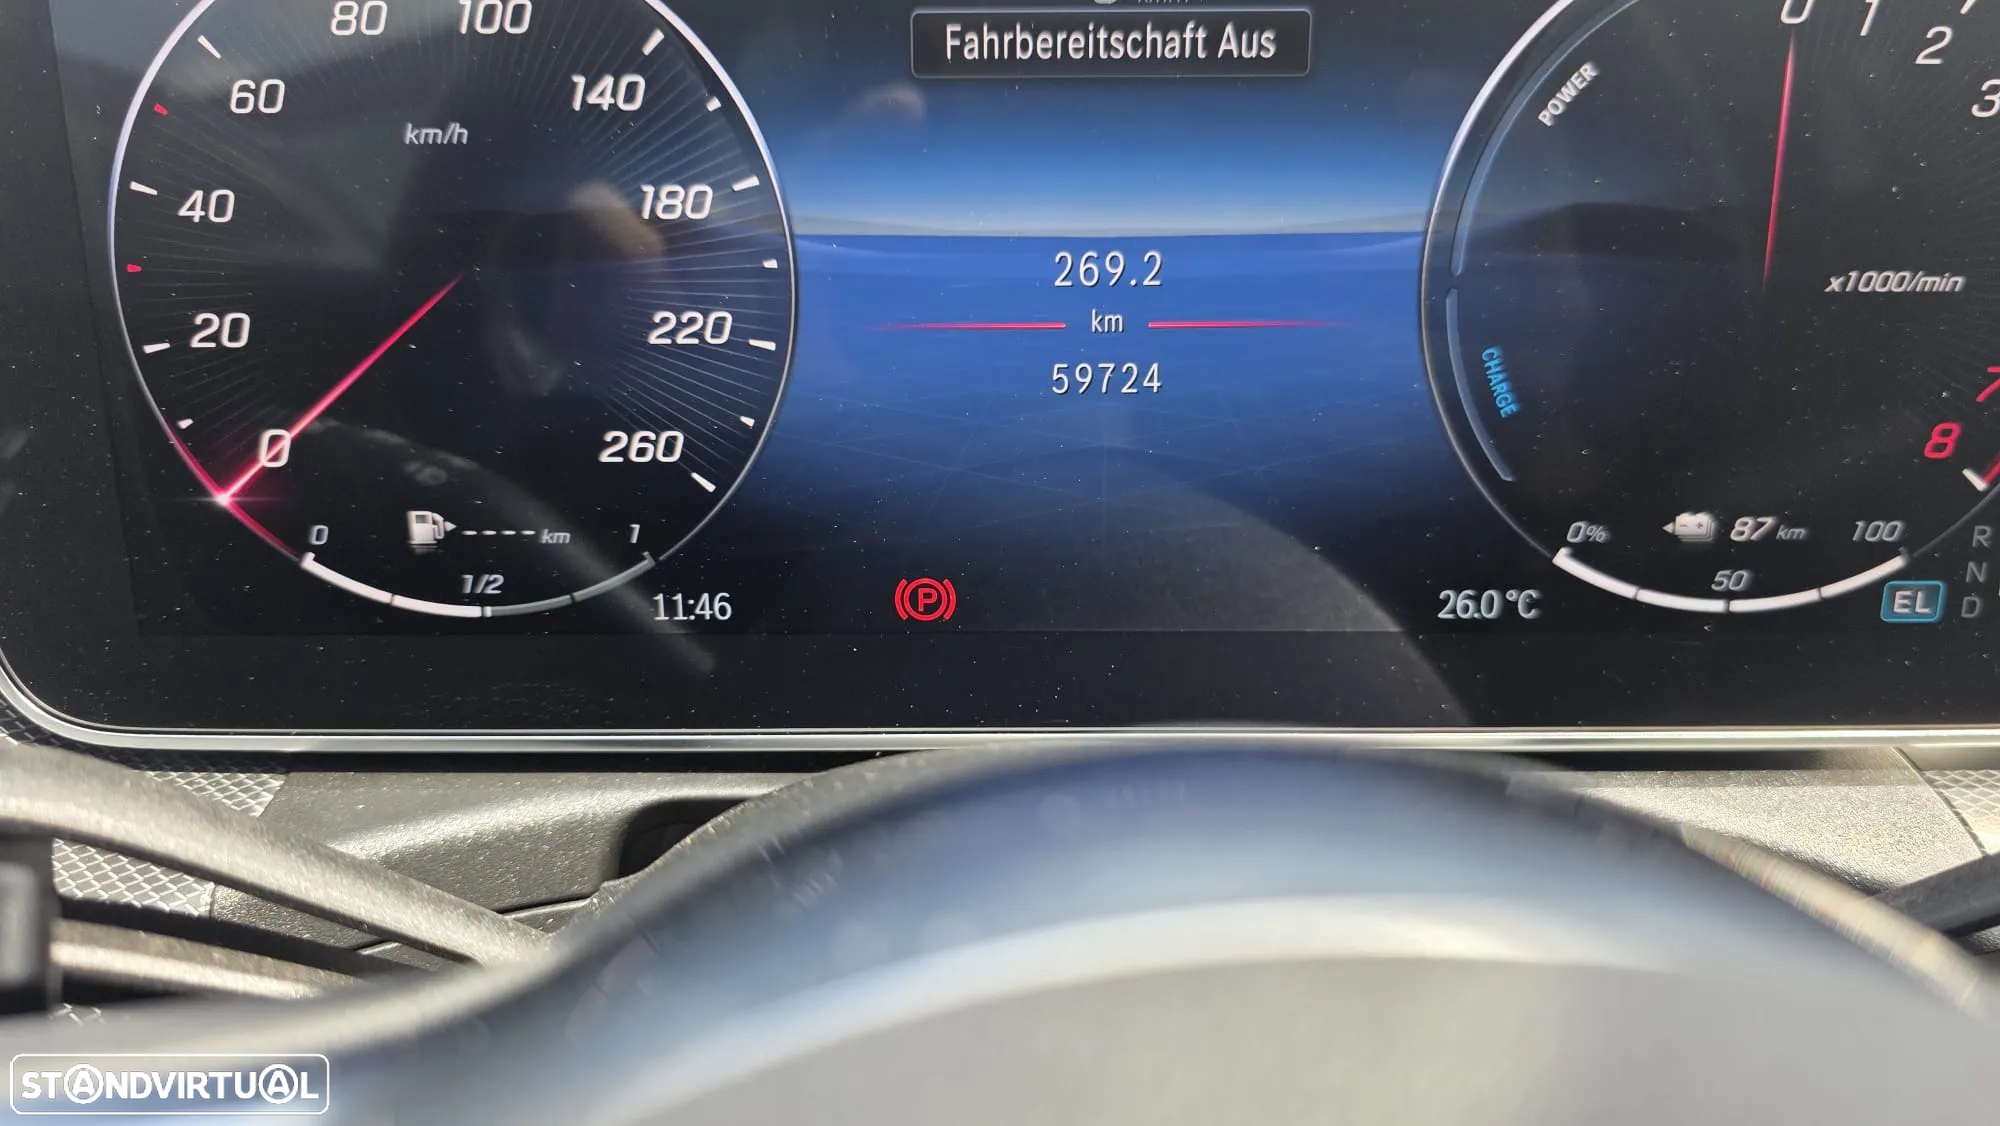 Fahrbereitschaft Aus
0
20
40
60
80
100
140
180
220
260
km/h
0
1/2
1
----- km
11:46
269.2
km
59724
P
26.0 °C
POWER
CHARGE
0
1
2
3
7
8
x1000/min
0%
50
100
87 km
EL
R
N
D
STANDVIRTUAL